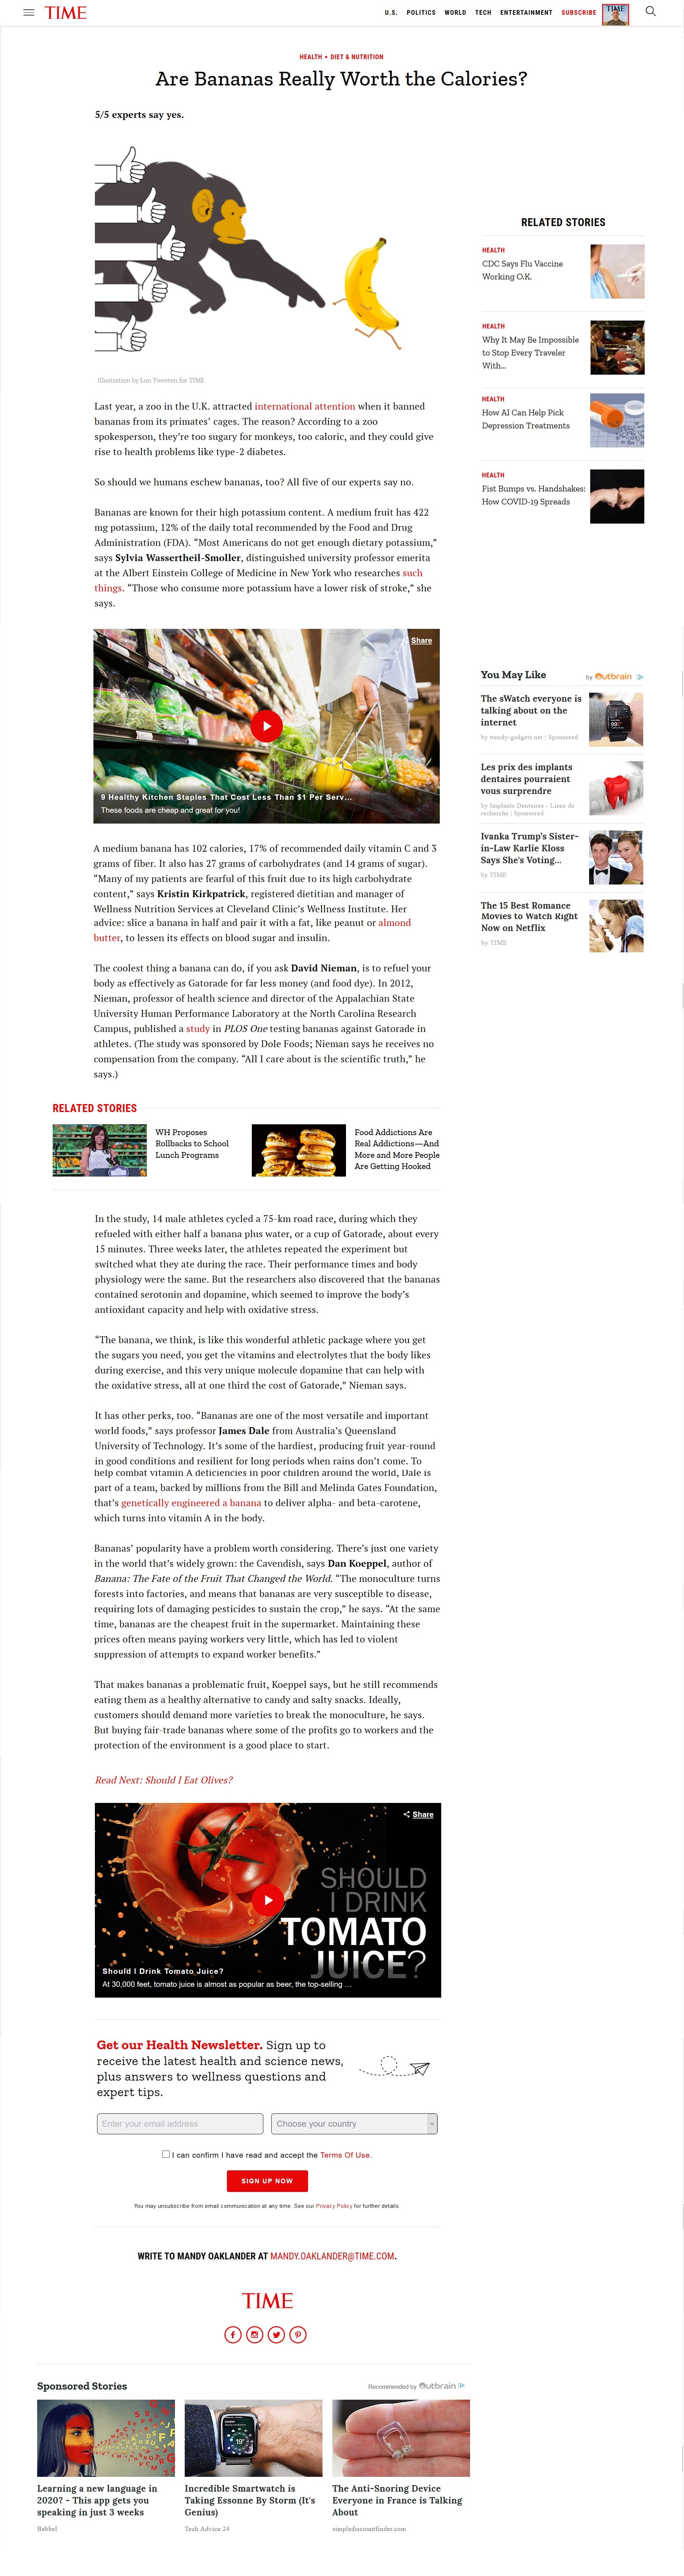 TIME
U.S. POLITICS WORLD TECH ENTERTAINMENT SUBSCRIBE
TIME
HEALTH • DIET & NUTRITION
Are Bananas Really Worth the Calories?
5/5 experts say yes.
Illustration by Lon Tweeten for TIME
Last year, a zoo in the U.K. attracted international attention when it banned
bananas from its primates’ cages. The reason? According to a zoo
spokesperson, they’re too sugary for monkeys, too caloric, and they could give
rise to health problems like type-2 diabetes.
So should we humans eschew bananas, too? All five of our experts say no.
Bananas are known for their high potassium content. A medium fruit has 422
mg potassium, 12% of the daily total recommended by the Food and Drug
Administration (FDA). “Most Americans do not get enough dietary potassium,”
says Sylvia Wassertheil-Smoller, distinguished university professor emerita
at the Albert Einstein College of Medicine in New York who researches such
things. “Those who consume more potassium have a lower risk of stroke,” she
says.
Share
9 Healthy Kitchen Staples That Cost Less Than $1 Per Serv...
These foods are cheap and great for you!
A medium banana has 102 calories, 17% of recommended daily vitamin C and 3
grams of fiber. It also has 27 grams of carbohydrates (and 14 grams of sugar).
“Many of my patients are fearful of this fruit due to its high carbohydrate
content,” says Kristin Kirkpatrick, registered dietitian and manager of
Wellness Nutrition Services at Cleveland Clinic’s Wellness Institute. Her
advice: slice a banana in half and pair it with a fat, like peanut or almond
butter, to lessen its effects on blood sugar and insulin.
The coolest thing a banana can do, if you ask David Nieman, is to refuel your
body as effectively as Gatorade for far less money (and food dye). In 2012,
Nieman, professor of health science and director of the Appalachian State
University Human Performance Laboratory at the North Carolina Research
Campus, published a study in PLOS One testing bananas against Gatorade in
athletes. (The study was sponsored by Dole Foods; Nieman says he receives no
compensation from the company. “All I care about is the scientific truth,” he
says.)
RELATED STORIES
WH Proposes
Rollbacks to School
Lunch Programs
Food Addictions Are
Real Addictions—And
More and More People
Are Getting Hooked
In the study, 14 male athletes cycled a 75-km road race, during which they
refueled with either half a banana plus water, or a cup of Gatorade, about every
15 minutes. Three weeks later, the athletes repeated the experiment but
switched what they ate during the race. Their performance times and body
physiology were the same. But the researchers also discovered that the bananas
contained serotonin and dopamine, which seemed to improve the body’s
antioxidant capacity and help with oxidative stress.
“The banana, we think, is like this wonderful athletic package where you get
the sugars you need, you get the vitamins and electrolytes that the body likes
during exercise, and this very unique molecule dopamine that can help with
the oxidative stress, all at one third the cost of Gatorade,” Nieman says.
It has other perks, too. “Bananas are one of the most versatile and important
world foods,” says professor James Dale from Australia’s Queensland
University of Technology. It’s some of the hardiest, producing fruit year-round
in good conditions and resilient for long periods when rains don’t come. To
help combat vitamin A deficiencies in poor children around the world, Dale is
part of a team, backed by millions from the Bill and Melinda Gates Foundation,
that’s genetically engineered a banana to deliver alpha- and beta-carotene,
which turns into vitamin A in the body.
Bananas’ popularity have a problem worth considering. There’s just one variety
in the world that’s widely grown: the Cavendish, says Dan Koeppel, author of
Banana: The Fate of the Fruit That Changed the World. “The monoculture turns
forests into factories, and means that bananas are very susceptible to disease,
requiring lots of damaging pesticides to sustain the crop,” he says. “At the same
time, bananas are the cheapest fruit in the supermarket. Maintaining these
prices often means paying workers very little, which has led to violent
suppression of attempts to expand worker benefits.”
That makes bananas a problematic fruit, Koeppel says, but he still recommends
eating them as a healthy alternative to candy and salty snacks. Ideally,
customers should demand more varieties to break the monoculture, he says.
But buying fair-trade bananas where some of the profits go to workers and the
protection of the environment is a good place to start.
Read Next: Should I Eat Olives?
Share
SHOULD
I DRINK
TOMATO
JUICE?
Should I Drink Tomato Juice?
At 30,000 feet, tomato juice is almost as popular as beer, the top-selling ...
Get our Health Newsletter. Sign up to
receive the latest health and science news,
plus answers to wellness questions and
expert tips.
Enter your email address
Choose your country
I can confirm I have read and accept the Terms Of Use.
SIGN UP NOW
You may unsubscribe from email communication at any time. See our Privacy Policy for further details.
WRITE TO MANDY OAKLANDER AT MANDY.OAKLANDER@TIME.COM.
TIME
RELATED STORIES
HEALTH
CDC Says Flu Vaccine
Working O.K.
HEALTH
Why It May Be Impossible
to Stop Every Traveler
With...
HEALTH
How AI Can Help Pick
Depression Treatments
HEALTH
Fist Bumps vs. Handshakes:
How COVID-19 Spreads
You May Like
by Outbrain
The sWatch everyone is
talking about on the
internet
by trendy-gadgets.net | Sponsored
Les prix des implants
dentaires pourraient
vous surprendre
by Implants Dentaires - Liens de
recherche | Sponsored
Ivanka Trump’s Sister-
in-Law Karlie Kloss
Says She's Voting...
by TIME
The 15 Best Romance
Movies to Watch Right
Now on Netflix
by TIME
Sponsored Stories
Recommended by Outbrain
Learning a new language in
2020? - This app gets you
speaking in just 3 weeks
Babbel
Incredible Smartwatch is
Taking Essonne By Storm (It's
Genius)
Tech Advice 24
The Anti-Snoring Device
Everyone in France is Talking
About
simplediscountfinder.com